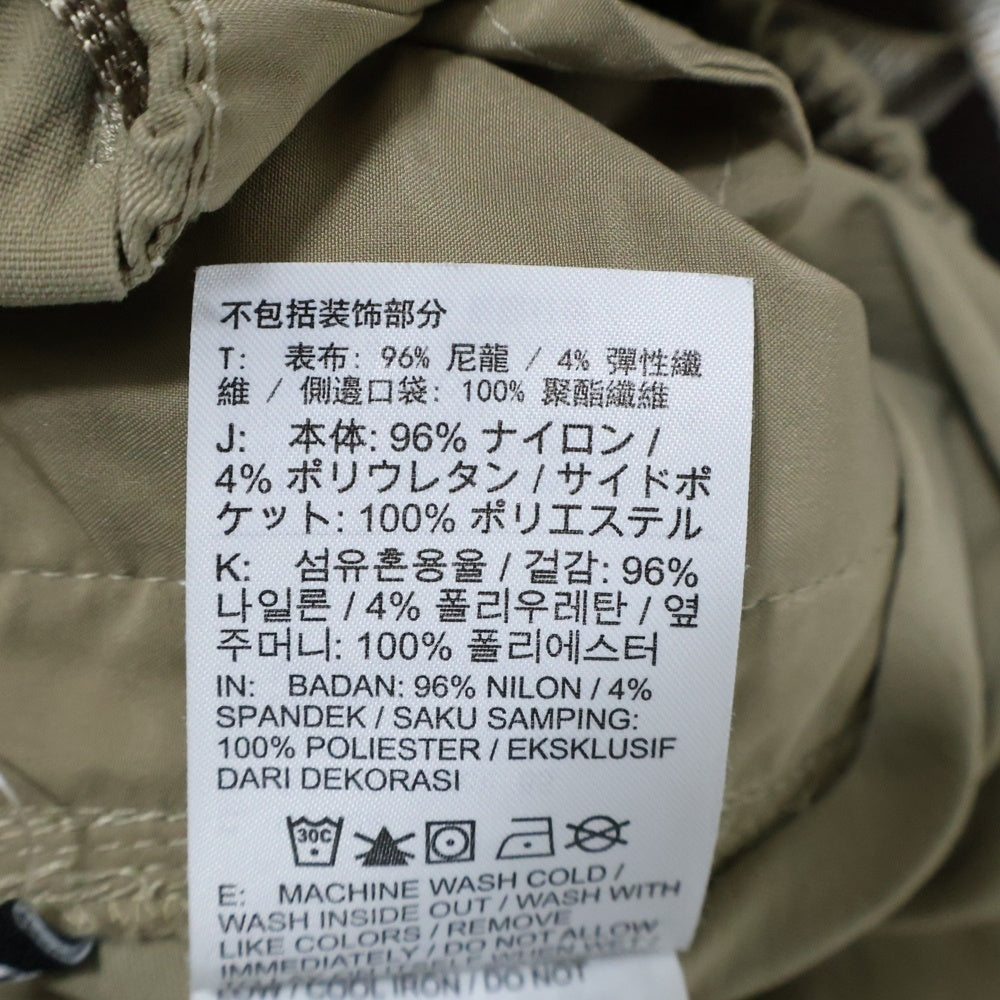 不包括装饰部分
T: 表布: 96% 尼龍 / 4% 彈性纖
維 / 側邊口袋: 100% 聚酯纖維
J: 本体: 96% ナイロン /
4% ポリウレタン / サイドポ
ケット: 100% ポリエステル
K: 섬유혼용율 / 겉감: 96%
나일론 / 4% 폴리우레탄 / 옆
주머니: 100% 폴리에스터
IN: BADAN: 96% NILON / 4%
SPANDEK / SAKU SAMPING:
100% POLIESTER / EKSKLUSIF
DARI DEKORASI
30C
E: MACHINE WASH COLD /
WASH INSIDE OUT / WASH WITH
LIKE COLORS / REMOVE
IMMEDIATELY / DO NOT ALLOW
WHEN WET /
LOW / COOL IRON / DO NOT